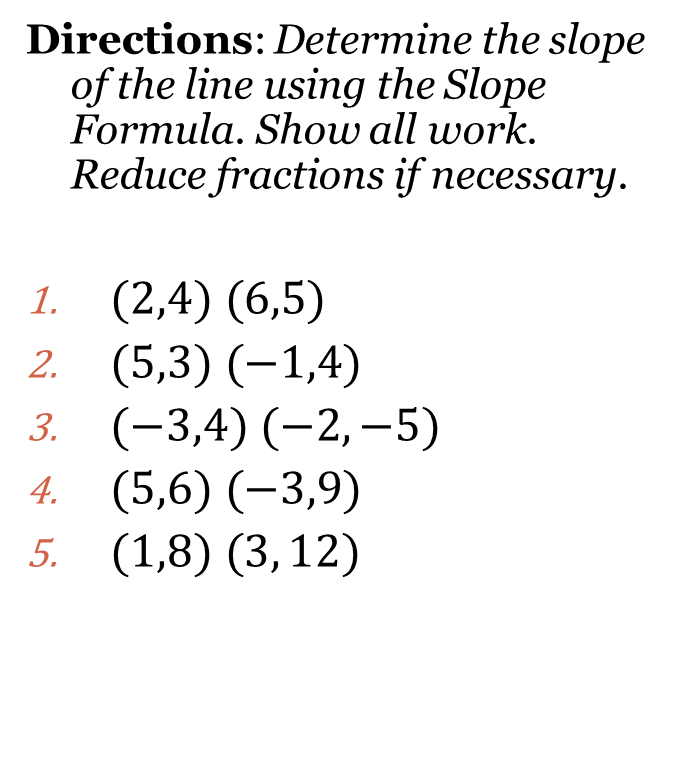 Directions: Determine the slope
of the line using the Slope
Formula. Show all work.
Reduce fractions if necessary.
1. (2,4) (6,5)
2. (5,3) (−1,4)
3. (−3,4) (−2,−5)
4. (5,6) (−3,9)
5. (1,8) (3, 12)